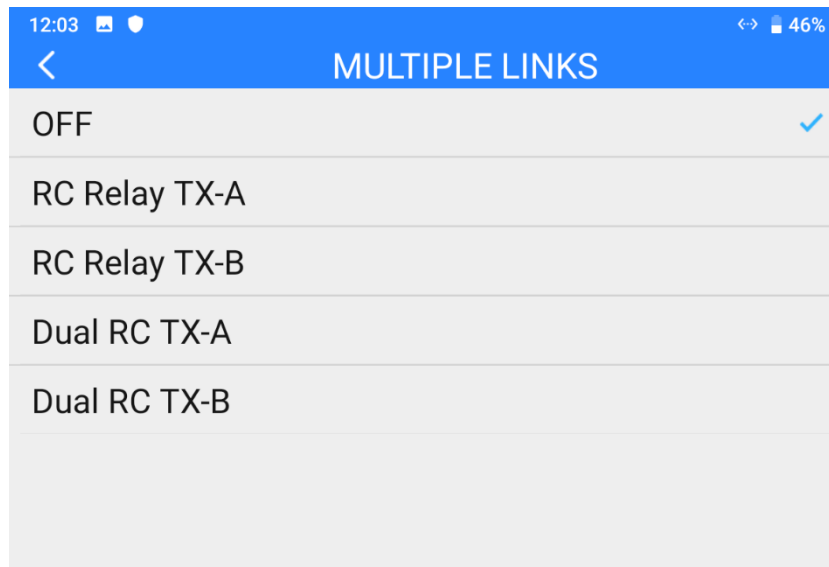 12:03
46%
MULTIPLE LINKS
OFF
RC Relay TX-A
RC Relay TX-B
Dual RC TX-A
Dual RC TX-B